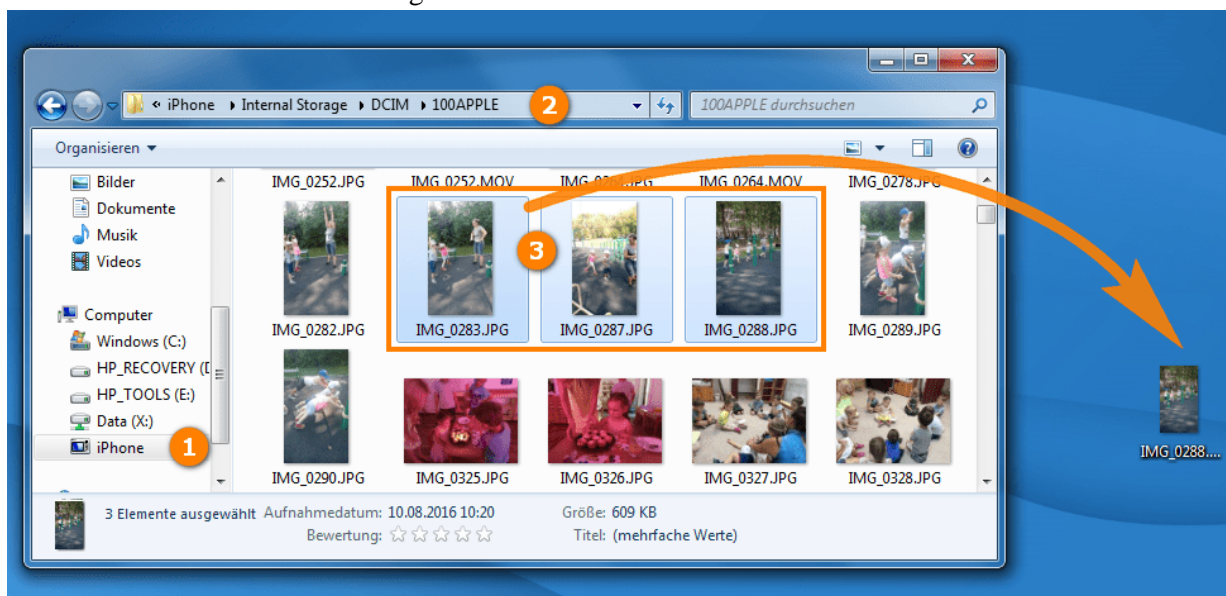 g
« iPhone ▸ Internal Storage ▸ DCIM ▸ 100APPLE
2
100APPLE durchsuchen
Organisieren
Bilder
Dokumente
Musik
Videos
Computer
Windows (C:)
HP_RECOVERY (D
HP_TOOLS (E:)
Data (X:)
iPhone
1
IMG_0252.JPG IMG_0252.MOV IMG_0264.JPG IMG_0264.MOV IMG_0278.JPG
3
IMG_0282.JPG IMG_0283.JPG IMG_0287.JPG IMG_0288.JPG IMG_0289.JPG
IMG_0290.JPG IMG_0325.JPG IMG_0326.JPG IMG_0327.JPG IMG_0328.JPG
IMG_0288....
3 Elemente ausgewählt Aufnahmedatum: 10.08.2016 10:20 Größe: 609 KB
Bewertung: Titel: (mehrfache Werte)